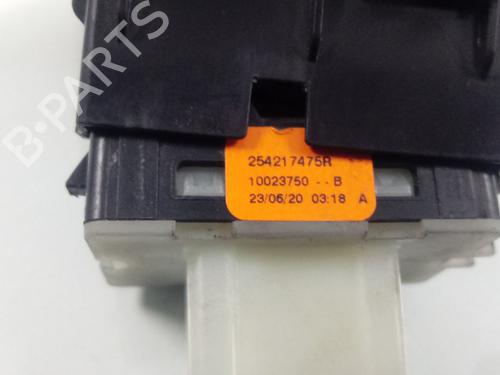 B-PARTS
254217475R
10023750 -- B
23/06/20 03:18 A